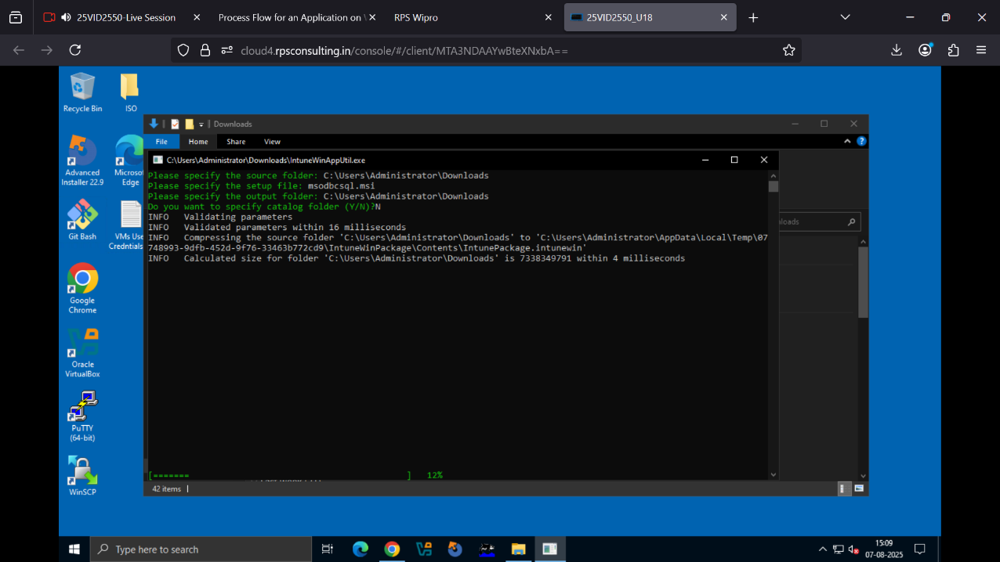 25VID2550-Live Session
Process Flow for an Application on
RPS Wipro
25VID2550_U18
cloud4.rpsconsulting.in/console/#/client/MTA3NDAAYwBteXNxbA==
Recycle Bin
ISO
Downloads
File
Home
Share
View
Advanced
Installer 22.9
Microsof
Edge
C:\Users\Administrator\Downloads\IntuneWinAppUtil.exe
Please specify the source folder: C:\Users\Administrator\Downloads
Please specify the setup file: msodbcsql.msi
Please specify the output folder: C:\Users\Administrator\Downloads
Do you want to specify catalog folder (Y/N)?N
INFO   Validating parameters
INFO   Validated parameters within 16 milliseconds
INFO   Compressing the source folder 'C:\Users\Administrator\Downloads' to 'C:\Users\Administrator\AppData\Local\Temp\07
748993-9dfb-452d-9f76-33463b772cd9\IntuneWinPackage\Contents\IntunePackage.intunewin'
INFO   Calculated size for folder 'C:\Users\Administrator\Downloads' is 7338349791 within 4 milliseconds
loads
Git Bash
VMs Use
Credntials
Google
Chrome
Oracle
VirtualBox
PuTTY
(64-bit)
WinSCP
[======= ] 12%
42 items
Type here to search
15:09
07-08-2025